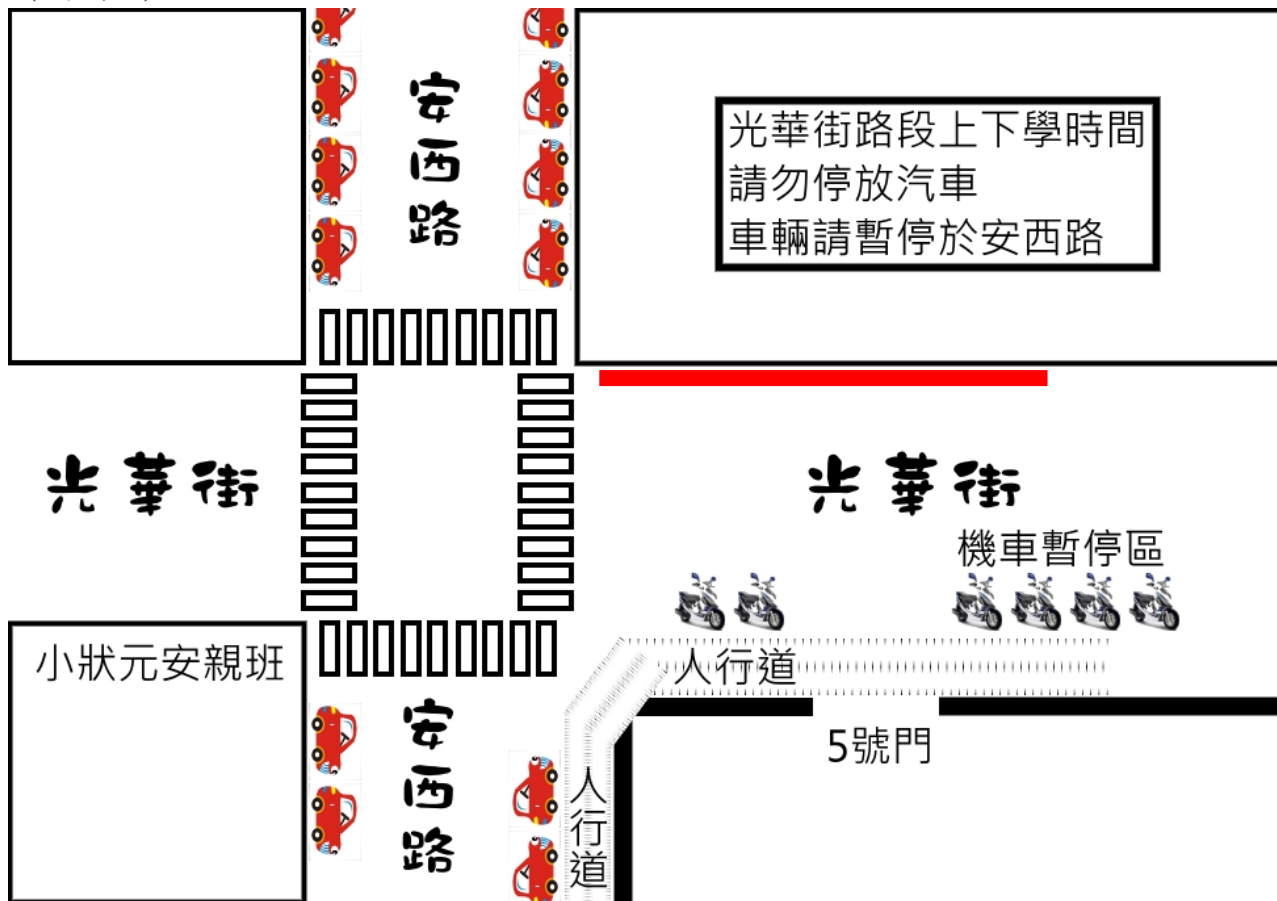 安西路
光華街路段上下學時間
請勿停放汽車
車輛請暫停於安西路
光華街
光華街
機車暫停區
小狀元安親班
人行道
5號門
安西路
人行道